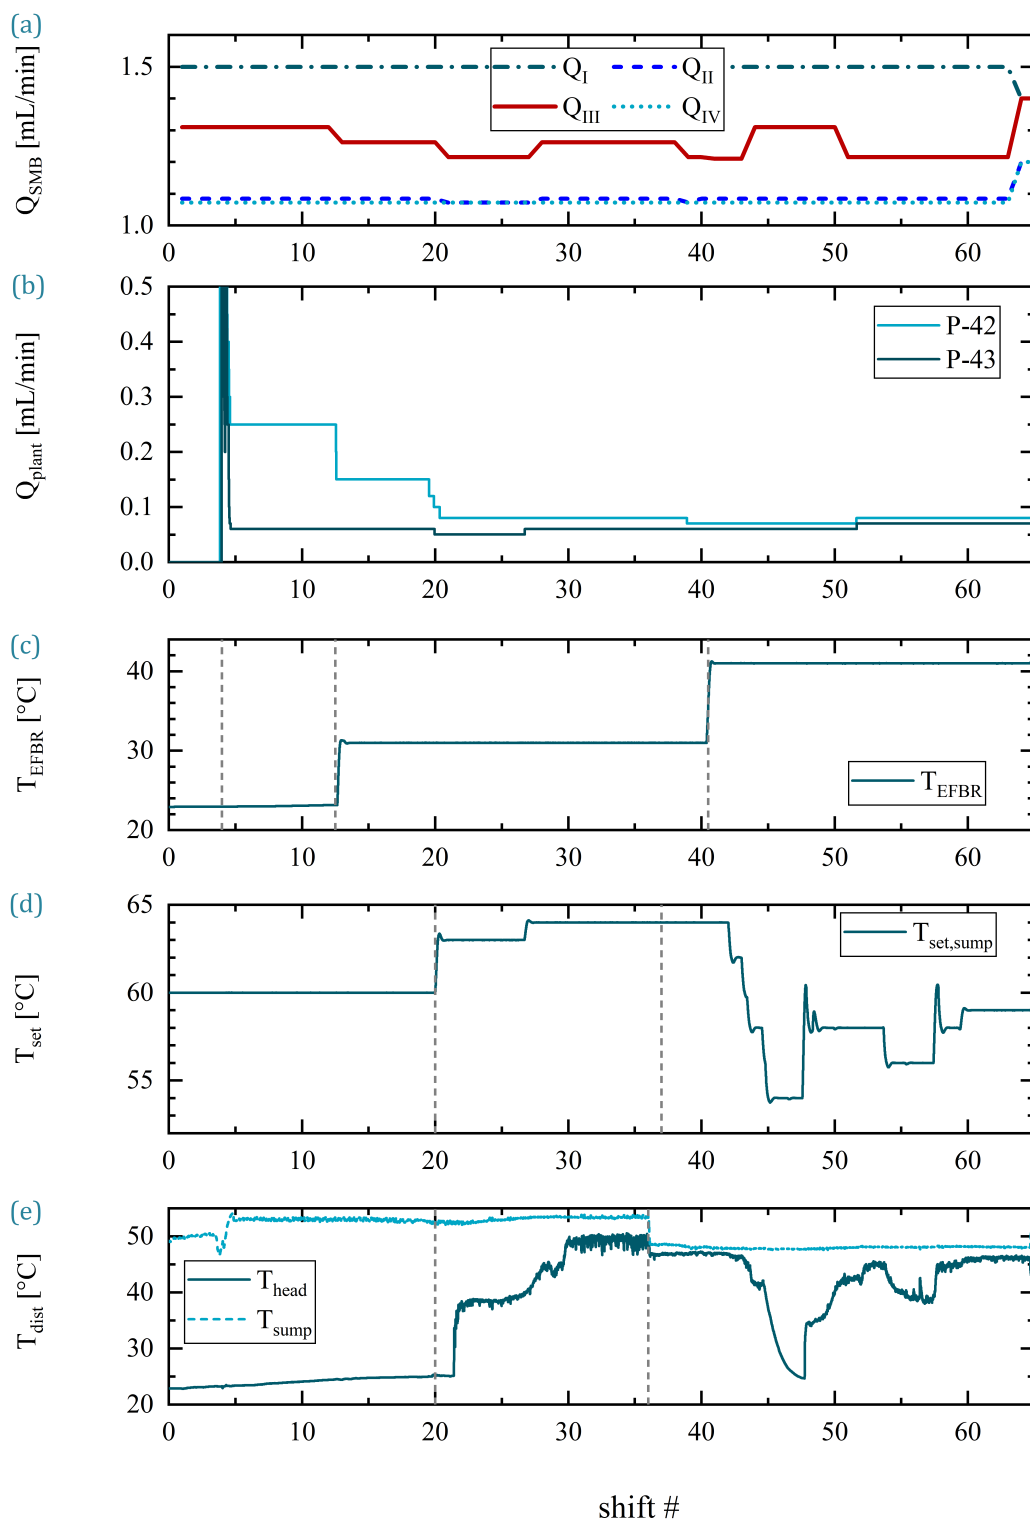 (a)
Q_SMB [mL/min]
1.5
1.0
Q_I Q_II
Q_III Q_IV
0 10 20 30 40 50 60
(b)
Q_plant [mL/min]
0.5
0.4
0.3
0.2
0.1
0.0
P-42
P-43
0 10 20 30 40 50 60
(c)
T_EFBR [°C]
40
30
20
T_EFBR
0 10 20 30 40 50 60
(d)
T_set [°C]
65
60
55
T_set,sump
0 10 20 30 40 50 60
(e)
T_dist [°C]
50
40
30
20
T_head
T_sump
0 10 20 30 40 50 60
shift #